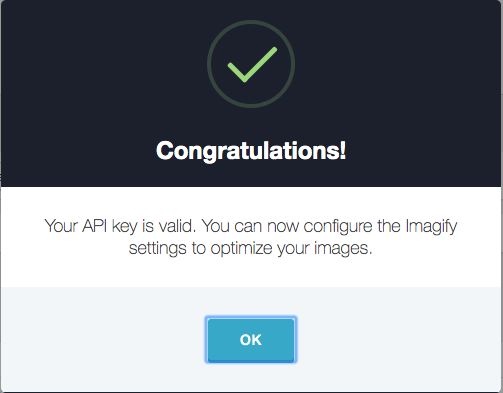 Congratulations!
Your API key is valid. You can now configure the Imagify
settings to optimize your images.
OK